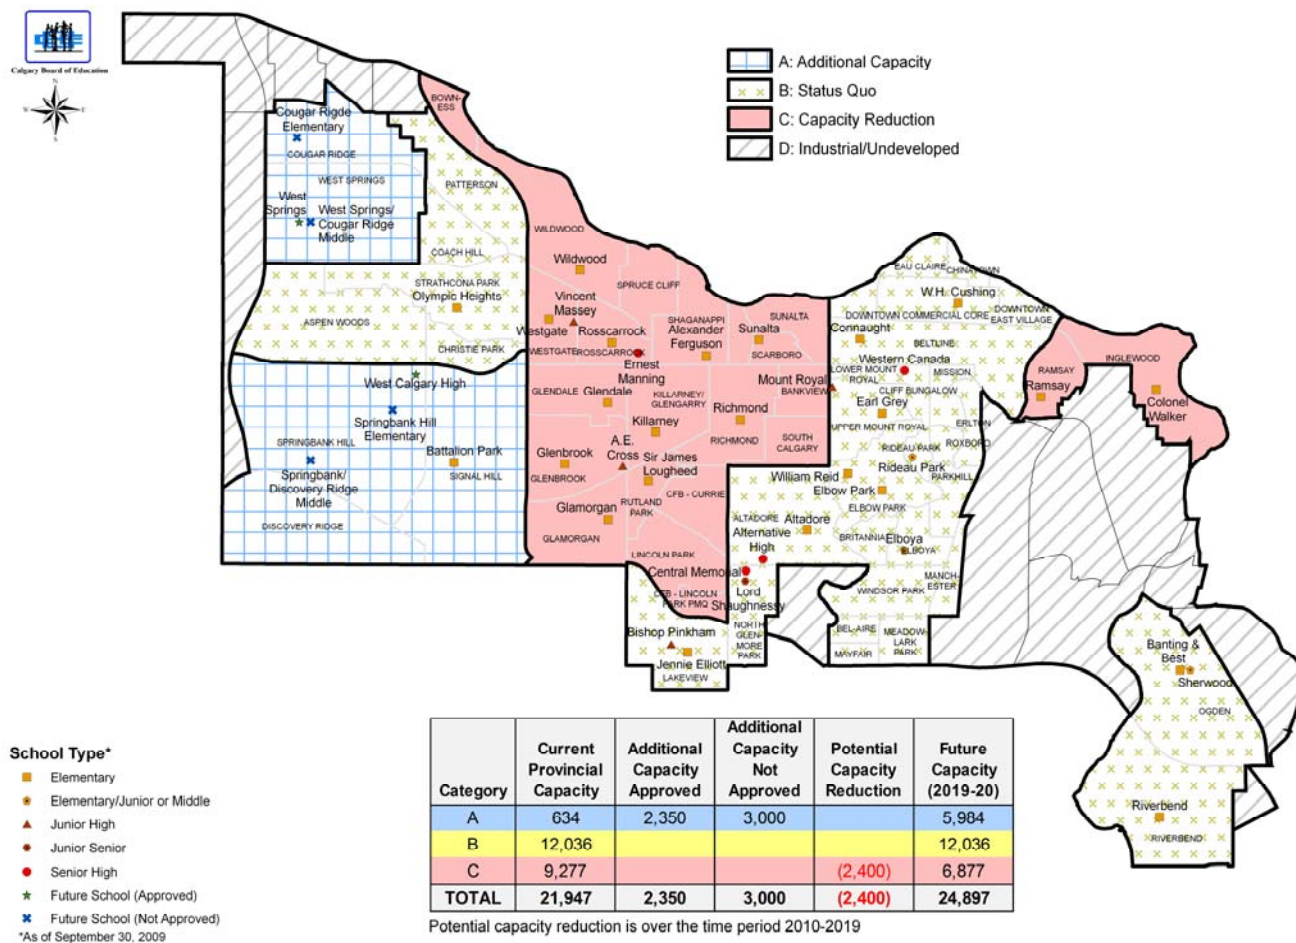 Calgary Board of Education
N
W
E
S
A: Additional Capacity
B: Status Quo
C: Capacity Reduction
D: Industrial/Undeveloped
BOWN-
ESS
Cougar Rigde
Elementary
COUGAR RIDGE
WEST SPRINGS
West
Springs
West Springs/
Cougar Ridge
Middle
PATTERSON
COACH HILL
STRATHCONA PARK
Olympic Heights
ASPEN WOODS
CHRISTIE PARK
West Calgary High
Springbank Hill
Elementary
SPRINGBANK HILL
Battalion Park
SIGNAL HILL
Springbank/
Discovery Ridge
Middle
DISCOVERY RIDGE
WILDWOOD
Wildwood
SPRUCE CLIFF
Vincent
Massey
Westgate
WESTGATE
Rosscarrock
ROSSCARROCK
Ernest
Manning
SHAGANAPPI
Alexander
Ferguson
SUNALTA
Sunalta
SCARBORO
GLENDALE
Glendale
KILLARNEY/
GLENGARRY
Killarney
Mount Royal
BANKVIEW
Richmond
RICHMOND
SOUTH
CALGARY
A.E.
Cross
Sir James
Lougheed
Glenbrook
GLENBROOK
CFB - CURRIE
RUTLAND
PARK
Glamorgan
GLAMORGAN
LINCOLN PARK
CFB - LINCOLN
PARK PMQ
EAU CLAIRE
CHINATOWN
W.H. Cushing
DOWNTOWN COMMERCIAL CORE
DOWNTOWN
EAST VILLAGE
Connaught
BELTLINE
Western Canada
LOWER MOUNT
ROYAL
MISSION
CLIFF BUNGALOW
Earl Grey
UPPER MOUNT ROYAL
ERLTON
ROXBORO
RIDEAU PARK
Rideau Park
PARKHILL
William Reid
Elbow Park
ELBOW PARK
ALTADORE
Altadore
Alternative
High
BRITANNIA
Elboya
ELBOYA
Central Memorial
Lord
Shaughnessy
MANCH-
ESTER
WINDSOR PARK
NORTH
GLEN-
MORE
PARK
BEL-AIRE
MAYFAIR
MEADOW
LARK
PARK
Bishop Pinkham
Jennie Elliott
LAKEVIEW
INGLEWOOD
RAMSAY
Ramsay
Colonel
Walker
Banting &
Best
Sherwood
OGDEN
Riverbend
RIVERBEND
School Type*
Elementary
Elementary/Junior or Middle
Junior High
Junior Senior
Senior High
Future School (Approved)
Future School (Not Approved)
*As of September 30, 2009
Category Current Provincial Capacity Additional Capacity Approved Additional Capacity Not Approved Potential Capacity Reduction Future Capacity (2019-20)
A 634 2,350 3,000 5,984
B 12,036 12,036
C 9,277 (2,400) 6,877
TOTAL 21,947 2,350 3,000 (2,400) 24,897
Potential capacity reduction is over the time period 2010-2019